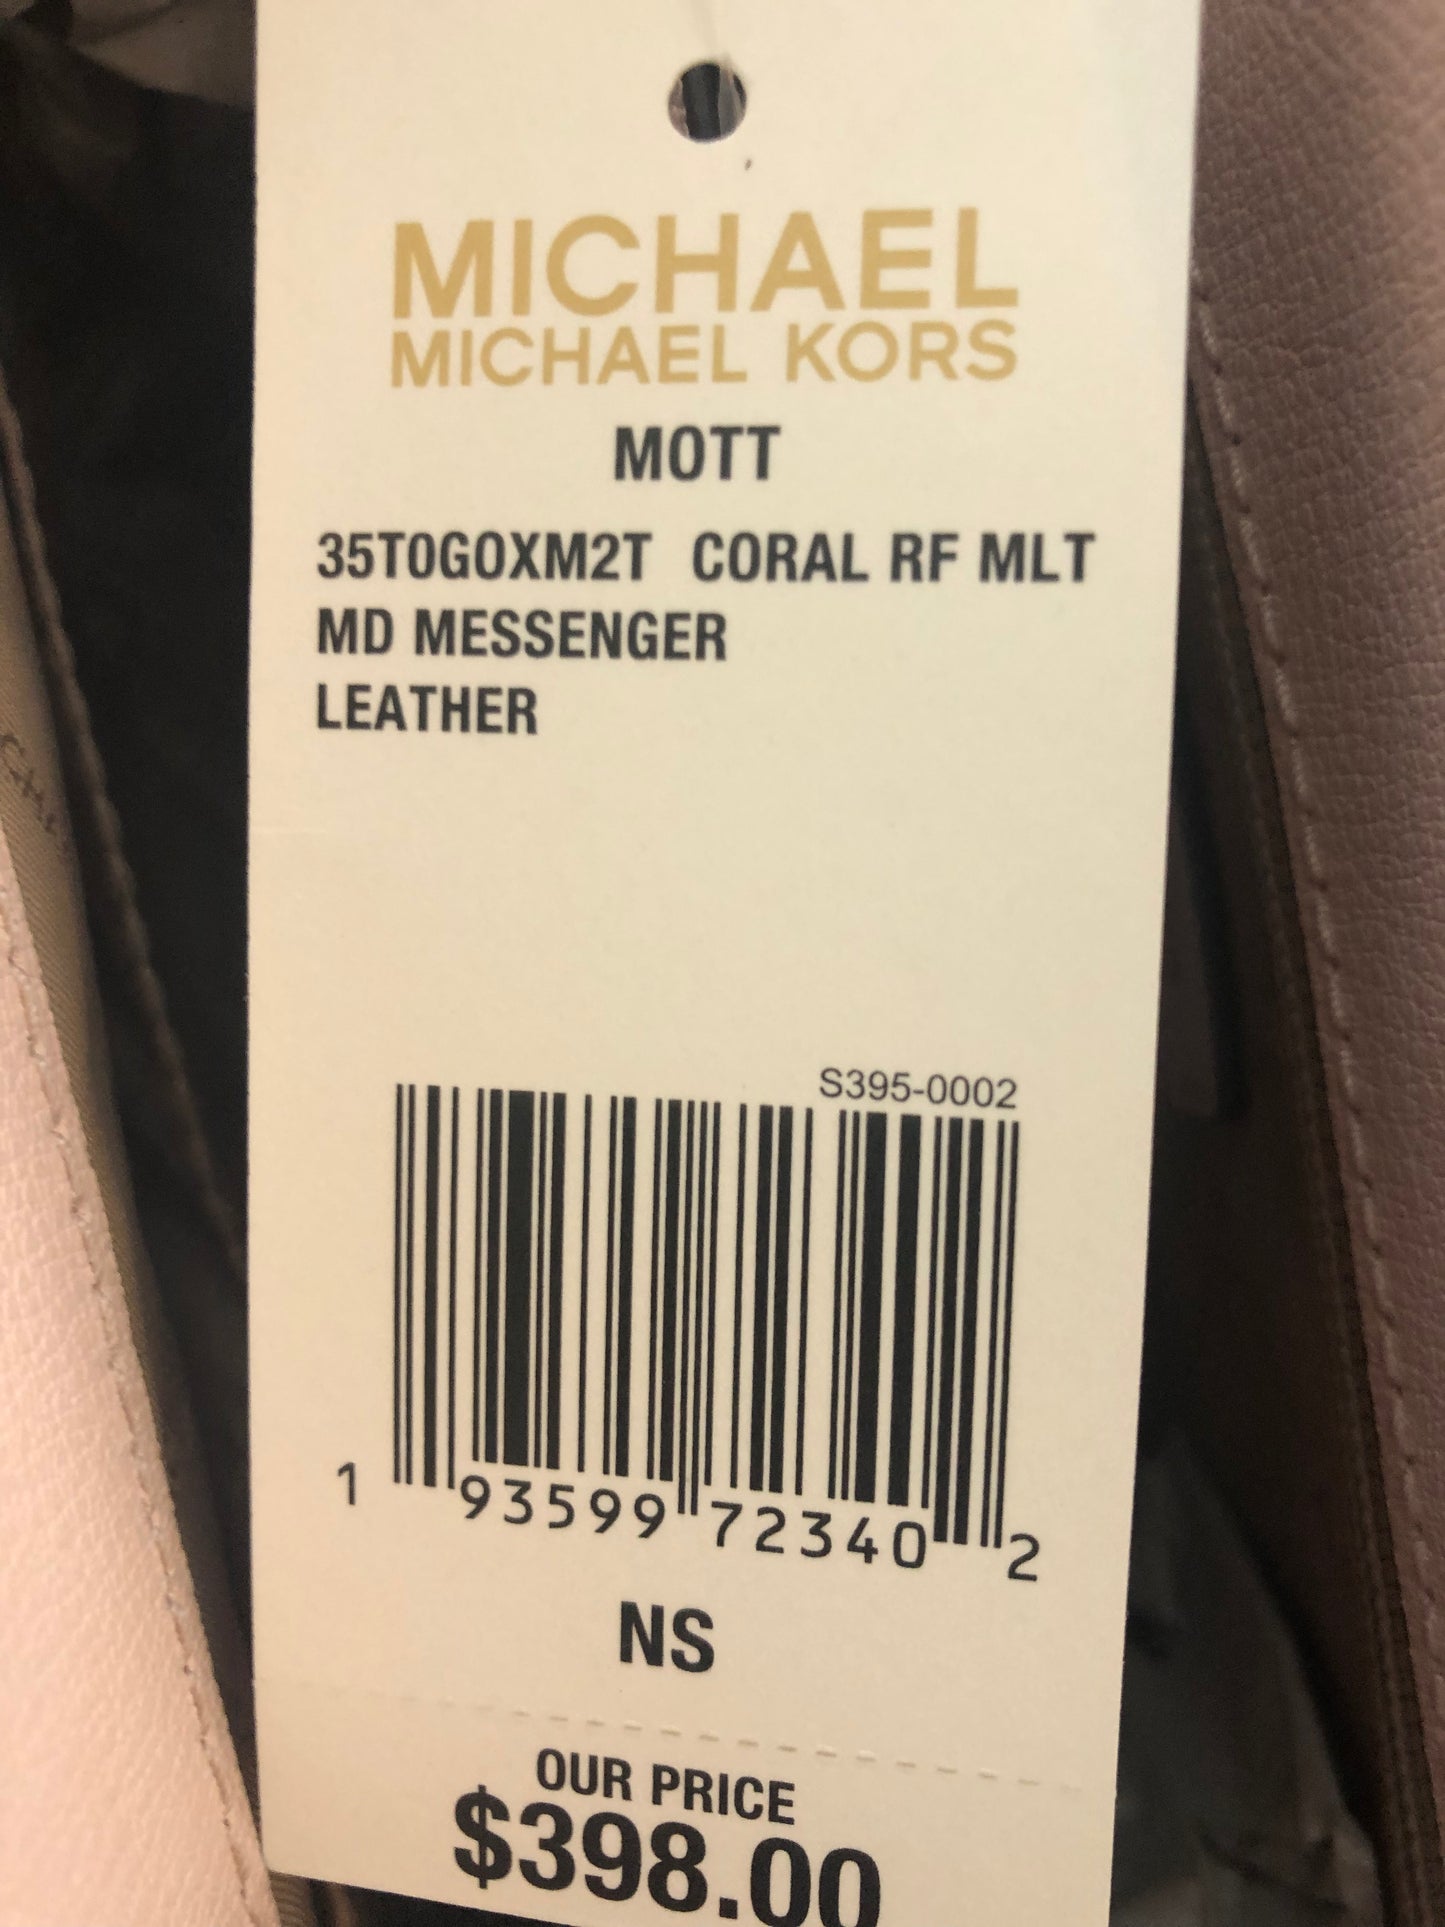 MICHAEL
MICHAEL KORS
MOTT
35T0GOXM2T CORAL RF MLT
MD MESSENGER
LEATHER
S395-0002
1 93599 72340 2
NS
OUR PRICE
$398.00